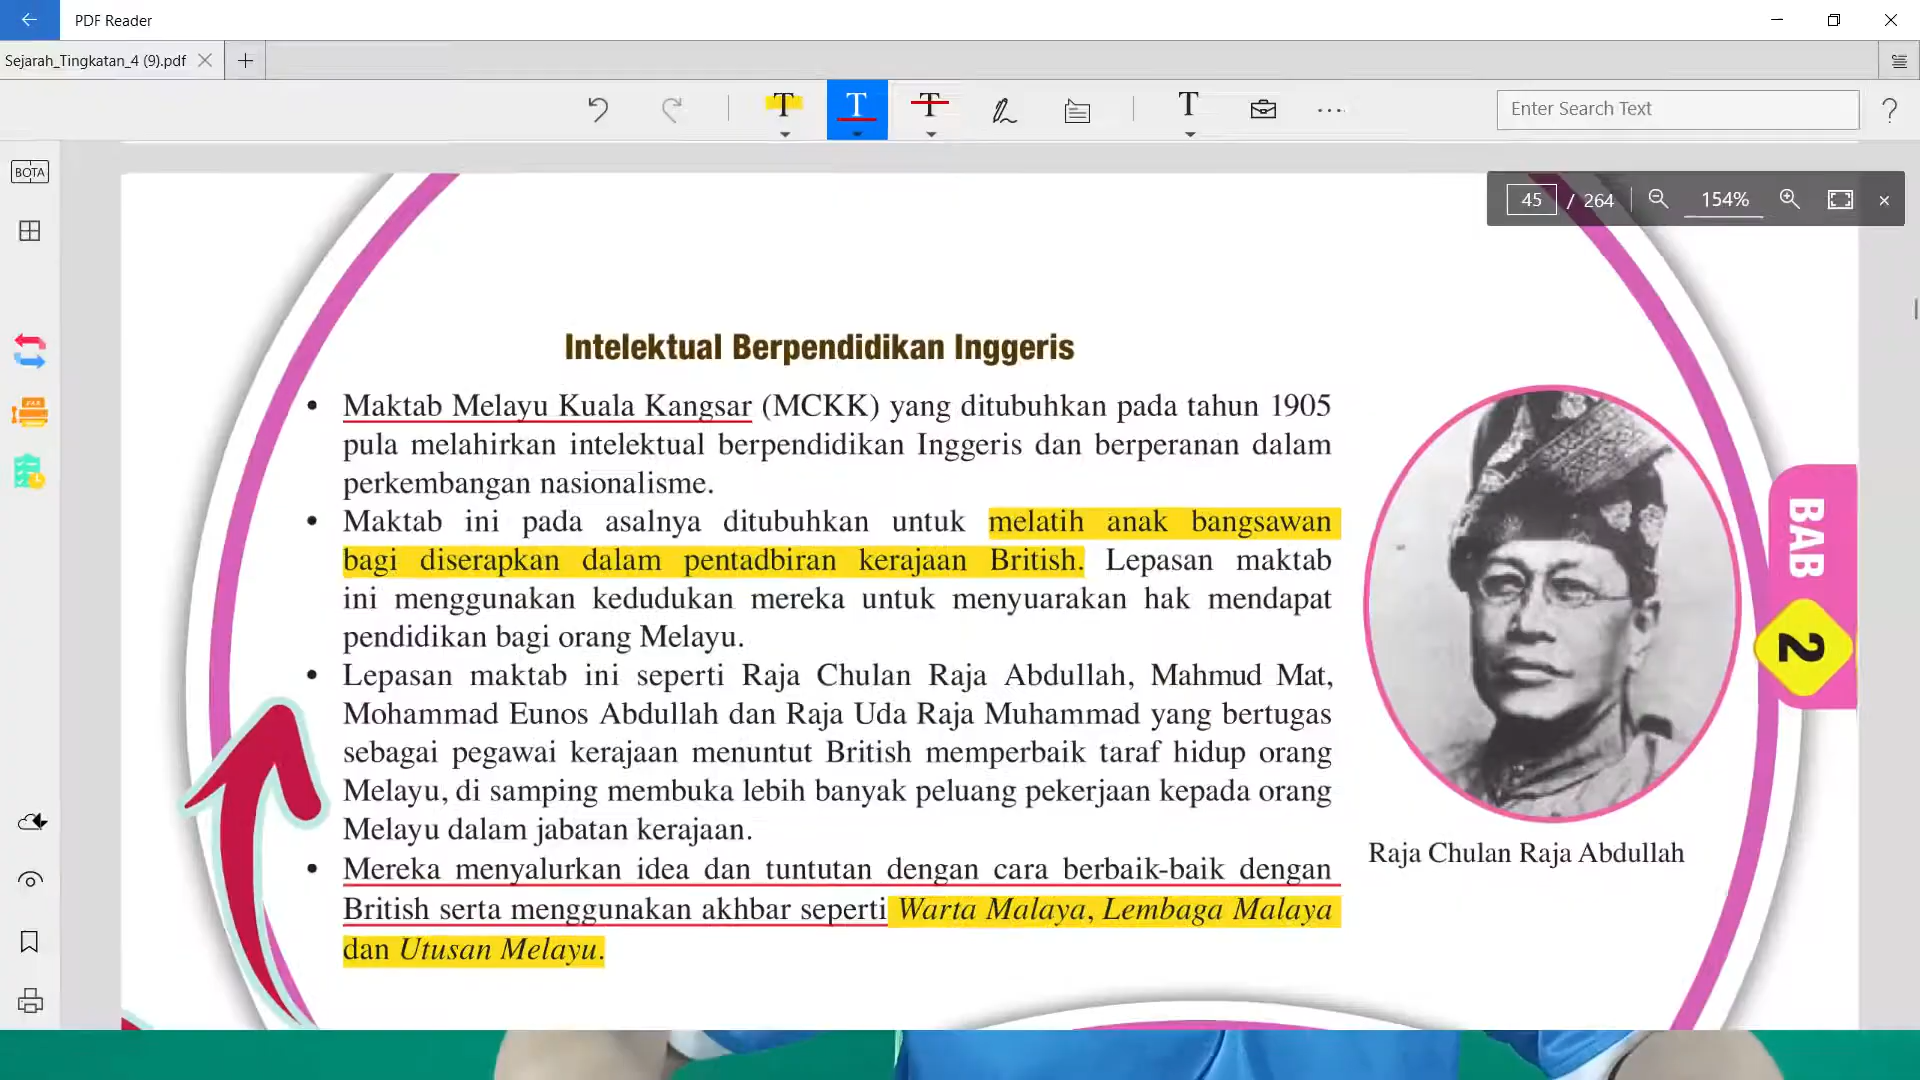 PDF Reader
Sejarah_Tingkatan_4 (9).pdf
T T T T
Enter Search Text
?
BOTA
45 / 264 154%
Intelektual Berpendidikan Inggeris
• Maktab Melayu Kuala Kangsar (MCKK) yang ditubuhkan pada tahun 1905
pula melahirkan intelektual berpendidikan Inggeris dan berperanan dalam
perkembangan nasionalisme.
• Maktab ini pada asalnya ditubuhkan untuk melatih anak bangsawan
bagi diserapkan dalam pentadbiran kerajaan British. Lepasan maktab
ini menggunakan kedudukan mereka untuk menyuarakan hak mendapat
pendidikan bagi orang Melayu.
• Lepasan maktab ini seperti Raja Chulan Raja Abdullah, Mahmud Mat,
Mohammad Eunos Abdullah dan Raja Uda Raja Muhammad yang bertugas
sebagai pegawai kerajaan menuntut British memperbaik taraf hidup orang
Melayu, di samping membuka lebih banyak peluang pekerjaan kepada orang
Melayu dalam jabatan kerajaan.
• Mereka menyalurkan idea dan tuntutan dengan cara berbaik-baik dengan
British serta menggunakan akhbar seperti Warta Malaya, Lembaga Malaya
dan Utusan Melayu.
Raja Chulan Raja Abdullah
BAB
2